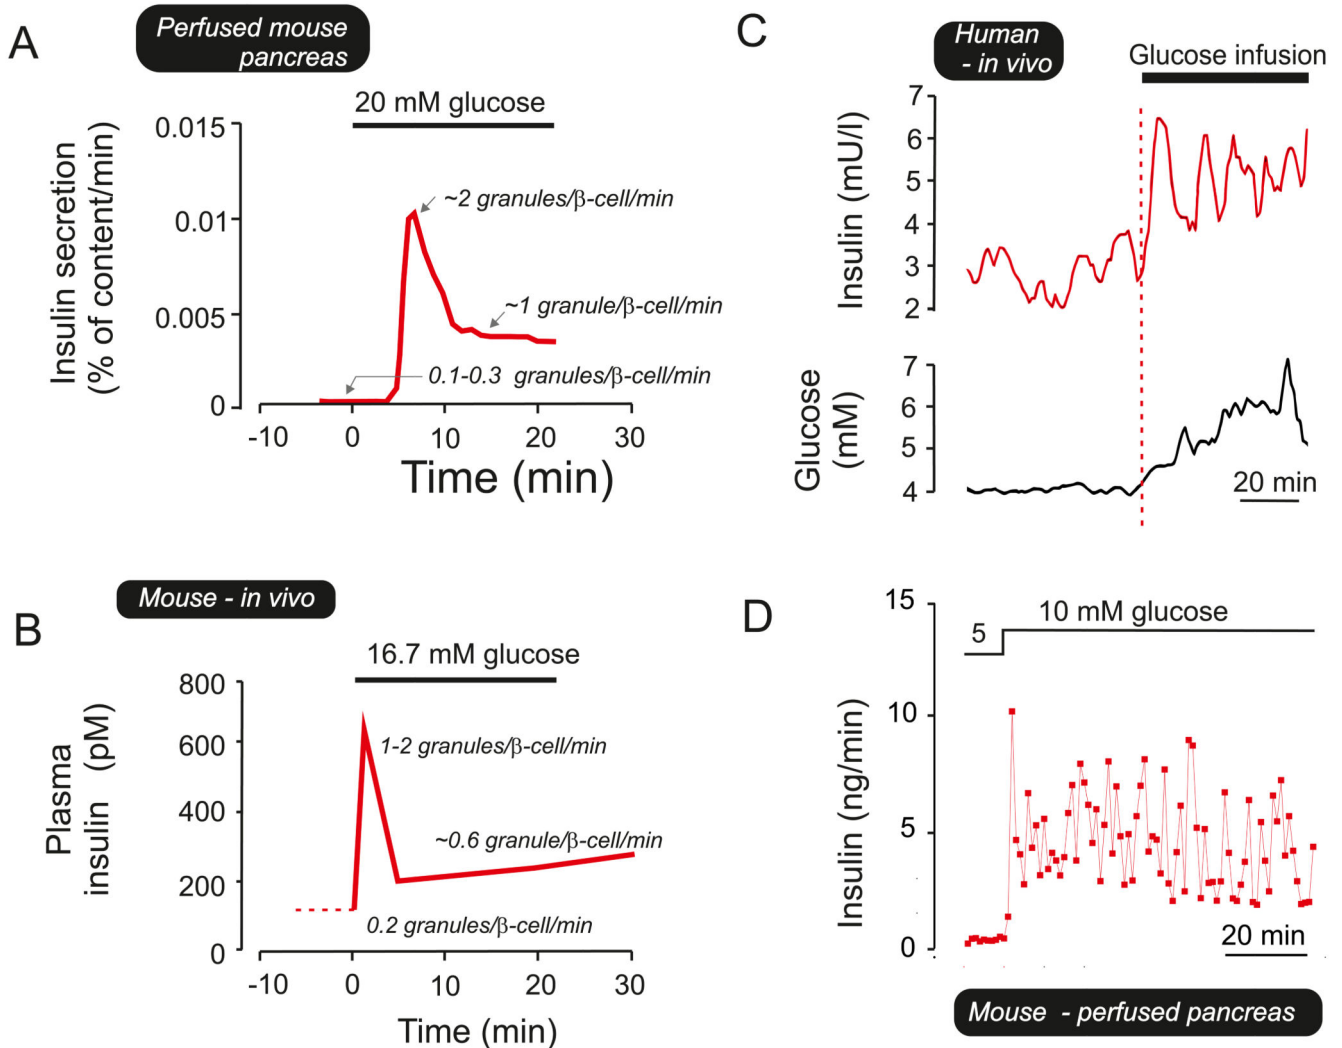 A
Perfused mouse
pancreas
20 mM glucose
Insulin secretion
(% of content/min)
0.015
0.01
0.005
0
~2 granules/β-cell/min
~1 granule/β-cell/min
0.1-0.3 granules/β-cell/min
-10 0 10 20 30
Time (min)
B
Mouse - in vivo
16.7 mM glucose
Plasma
insulin (pM)
800
600
400
200
0
1-2 granules/β-cell/min
~0.6 granule/β-cell/min
0.2 granules/β-cell/min
-10 0 10 20 30
Time (min)
C
Human
- in vivo
Glucose infusion
Insulin (mU/l)
7
6
5
4
3
2
Glucose
(mM)
7
6
5
4
20 min
D
5
10 mM glucose
Insulin (ng/min)
15
10
5
0
20 min
Mouse - perfused pancreas